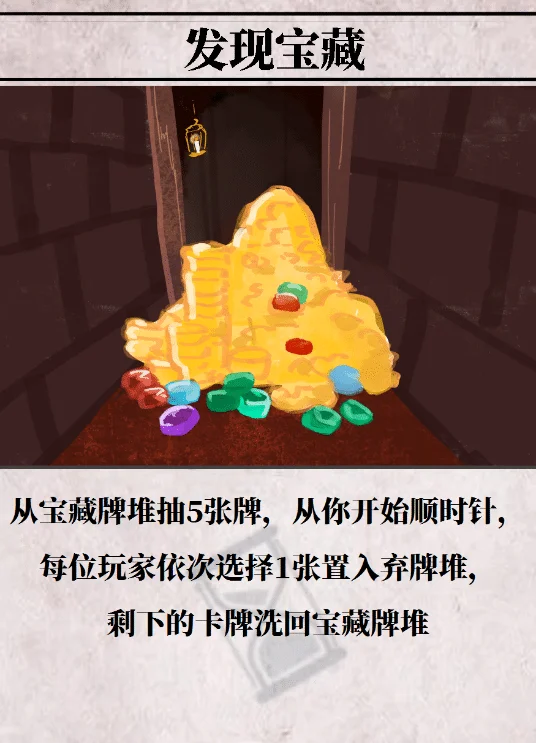 发现宝藏
从宝藏牌堆抽5张牌，从你开始顺时针，
每位玩家依次选择1张置入弃牌堆，
剩下的卡牌洗回宝藏牌堆